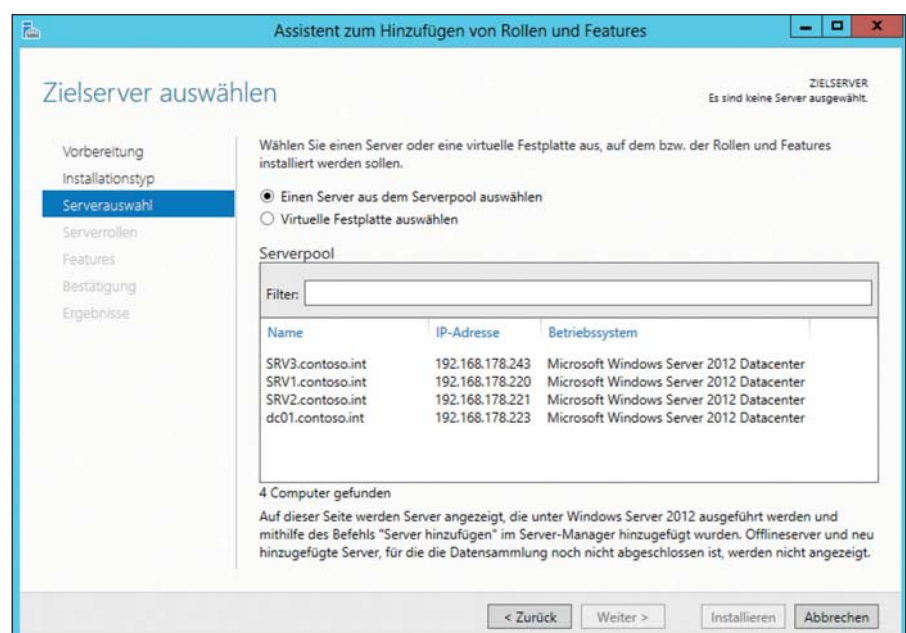 Assistent zum Hinzufügen von Rollen und Features
Zielserver auswählen
ZIELSERVER
Es sind keine Server ausgewählt.
Vorbereitung
Installationstyp
Serverauswahl
Serverrollen
Features
Bestätigung
Ergebnisse
Wählen Sie einen Server oder eine virtuelle Festplatte aus, auf dem bzw. der Rollen und Features
installiert werden sollen.
Einen Server aus dem Serverpool auswählen
Virtuelle Festplatte auswählen
Serverpool
Filter:
Name IP-Adresse Betriebssystem
SRV3.contoso.int 192.168.178.243 Microsoft Windows Server 2012 Datacenter
SRV1.contoso.int 192.168.178.220 Microsoft Windows Server 2012 Datacenter
SRV2.contoso.int 192.168.178.221 Microsoft Windows Server 2012 Datacenter
dc01.contoso.int 192.168.178.223 Microsoft Windows Server 2012 Datacenter
4 Computer gefunden
Auf dieser Seite werden Server angezeigt, die unter Windows Server 2012 ausgeführt werden und
mithilfe des Befehls "Server hinzufügen" im Server-Manager hinzugefügt wurden. Offlineserver und neu
hinzugefügte Server, für die die Datensammlung noch nicht abgeschlossen ist, werden nicht angezeigt.
< Zurück Weiter > Installieren Abbrechen